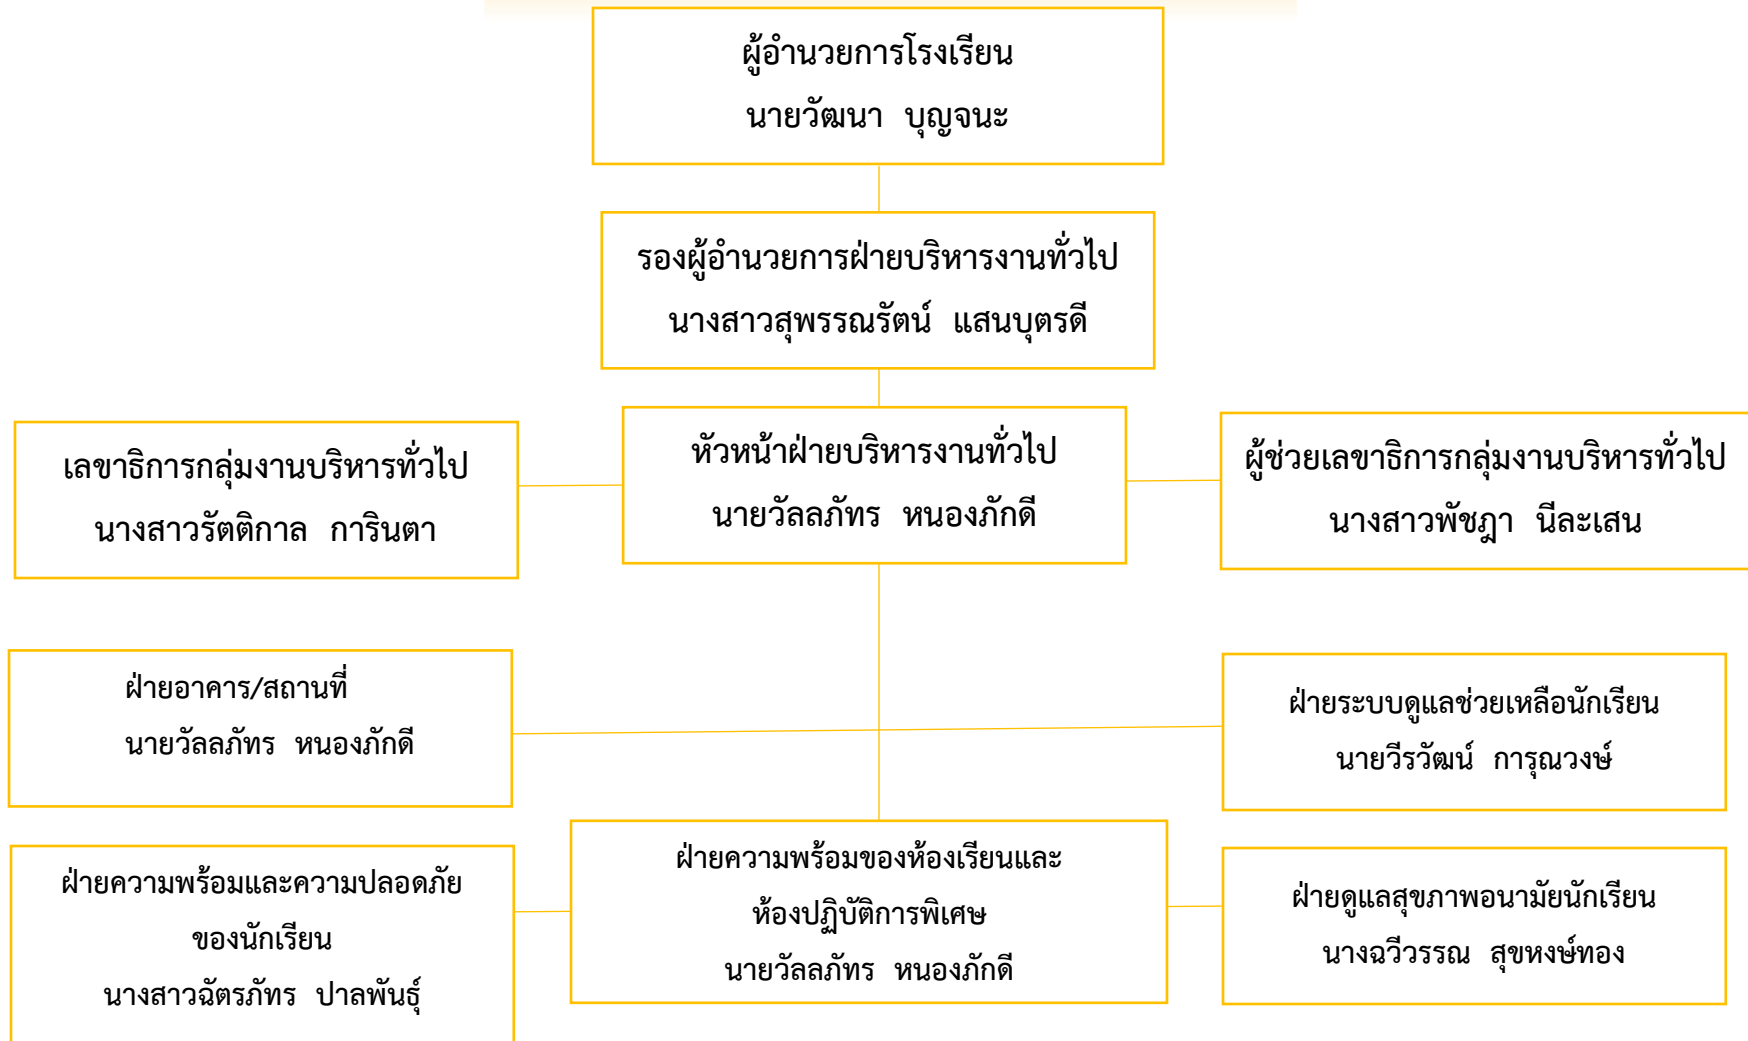 ผู้อำนวยการโรงเรียน
นายวัฒนา บุญจนะ
รองผู้อำนวยการฝ่ายบริหารงานทั่วไป
นางสาวสุพรรณรัตน์ แสนบุตรดี
เลขาธิการกลุ่มงานบริหารทั่วไป
นางสาวรัตติกาล การินตา
หัวหน้าฝ่ายบริหารงานทั่วไป
นายวัลลภัทร หนองภักดี
ผู้ช่วยเลขาธิการกลุ่มงานบริหารทั่วไป
นางสาวพัชฎา นีละเสน
ฝ่ายอาคาร/สถานที่
นายวัลลภัทร หนองภักดี
ฝ่ายระบบดูแลช่วยเหลือนักเรียน
นายวีรวัฒน์ การุณวงษ์
ฝ่ายความพร้อมและความปลอดภัย
ของนักเรียน
นางสาวฉัตรภัทร ปาลพันธุ์
ฝ่ายความพร้อมของห้องเรียนและ
ห้องปฏิบัติการพิเศษ
นายวัลลภัทร หนองภักดี
ฝ่ายดูแลสุขภาพอนามัยนักเรียน
นางฉวีวรรณ สุขหงษ์ทอง